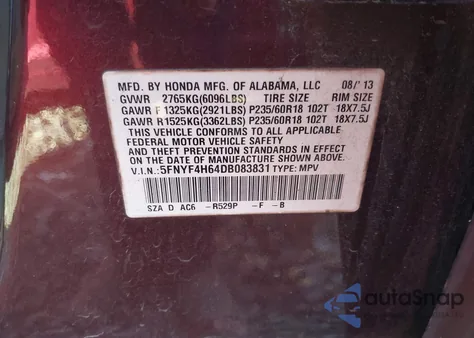 MFD. BY HONDA MFG. OF ALABAMA, LLC 08/'13
GVWR 2765KG(6096LBS) TIRE SIZE RIM SIZE
GAWR F 1325KG(2921LBS) P235/60R18 102T 18X7.5J
GAWR R1525KG(3362LBS) P235/60R18 102T 18X7.5J
THIS VEHICLE CONFORMS TO ALL APPLICABLE
FEDERAL MOTOR VEHICLE SAFETY AND
THEFT PREVENTION STANDARDS IN EFFECT ON
THE DATE OF MANUFACTURE SHOWN ABOVE.
V.I.N.: 5FNYF4H64DB083831 TYPE: MPV
SZA D AC6 -R529P -F -B
autoSnap